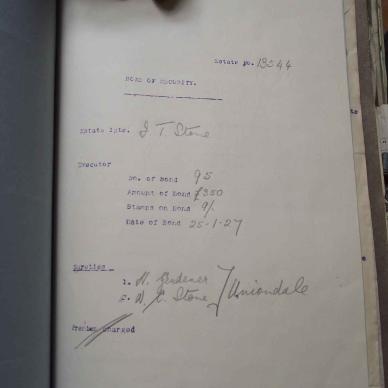 Estate No. 13544
BOND OF SECURITY.
Estate late. J. T. Stone
Executor
No. of Bond 95
Amount of Bond £350
Stamps on Bond 9/-
Date of Bond 25-1-27
Sureties
1. H. Gardener
2. W. C. Stone
Uniondale
Premium charged